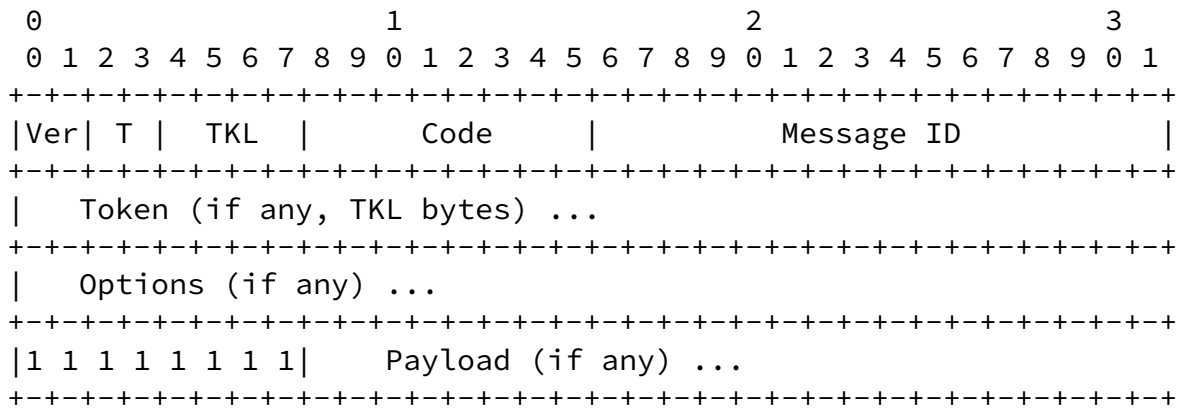 0                   1                   2                   3
 0 1 2 3 4 5 6 7 8 9 0 1 2 3 4 5 6 7 8 9 0 1 2 3 4 5 6 7 8 9 0 1
+-+-+-+-+-+-+-+-+-+-+-+-+-+-+-+-+-+-+-+-+-+-+-+-+-+-+-+-+-+-+-+-+
|Ver| T |  TKL  |      Code     |          Message ID           |
+-+-+-+-+-+-+-+-+-+-+-+-+-+-+-+-+-+-+-+-+-+-+-+-+-+-+-+-+-+-+-+-+
|   Token (if any, TKL bytes) ...
+-+-+-+-+-+-+-+-+-+-+-+-+-+-+-+-+-+-+-+-+-+-+-+-+-+-+-+-+-+-+-+-+
|   Options (if any) ...
+-+-+-+-+-+-+-+-+-+-+-+-+-+-+-+-+-+-+-+-+-+-+-+-+-+-+-+-+-+-+-+-+
|1 1 1 1 1 1 1 1|    Payload (if any) ...
+-+-+-+-+-+-+-+-+-+-+-+-+-+-+-+-+-+-+-+-+-+-+-+-+-+-+-+-+-+-+-+-+